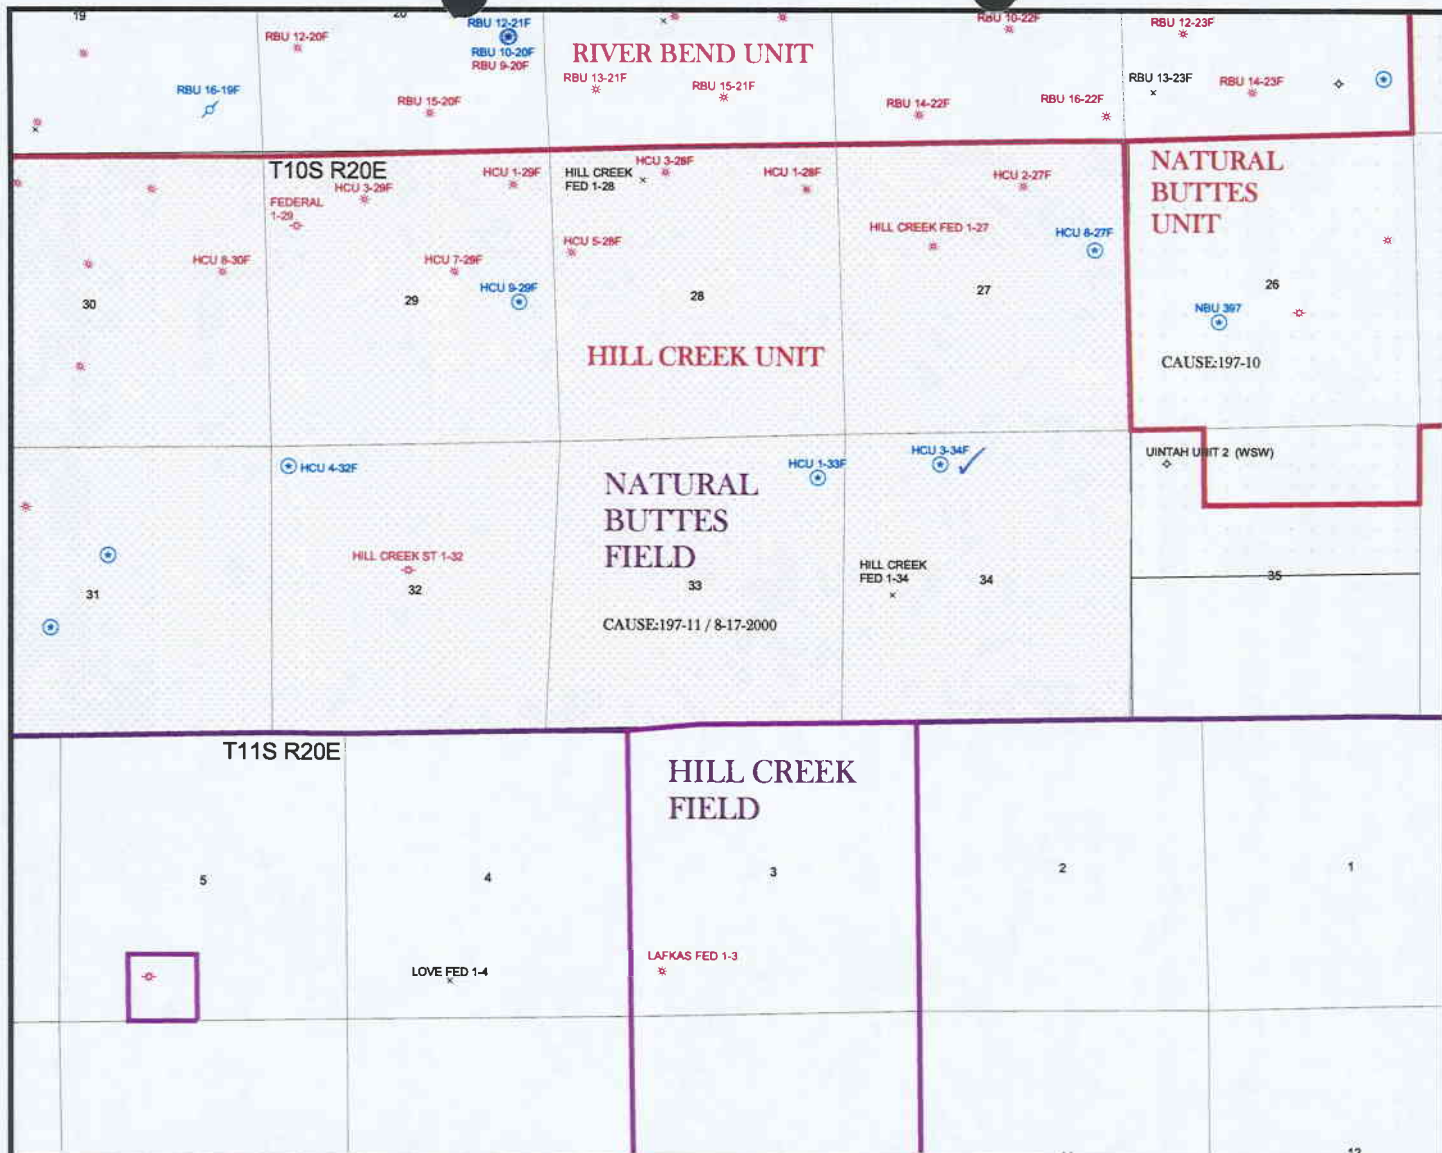 19
20
RBU 12-20F
RBU 12-21F
RBU 10-20F
RBU 9-20F
RIVER BEND UNIT
RBU 10-22F
RBU 12-23F
RBU 16-19F
RBU 15-20F
RBU 13-21F
RBU 15-21F
RBU 14-22F
RBU 16-22F
RBU 13-23F
RBU 14-23F
T10S R20E
HCU 3-29F
FEDERAL
1-29
HCU 1-29F
HILL CREEK
FED 1-28
HCU 3-28F
HCU 1-28F
HCU 2-27F
NATURAL
BUTTES
UNIT
HCU 8-30F
HCU 7-29F
HCU 5-28F
HILL CREEK FED 1-27
HCU 8-27F
30
29
HCU 9-29F
28
27
26
NBU 397
HILL CREEK UNIT
CAUSE:197-10
HCU 4-32F
HCU 1-33F
HCU 3-34F
UINTAH UNIT 2 (WSW)
NATURAL
BUTTES
FIELD
HILL CREEK ST 1-32
HILL CREEK
FED 1-34
31
32
33
34
35
CAUSE:197-11 / 8-17-2000
T11S R20E
HILL CREEK
FIELD
5
4
3
2
1
LOVE FED 1-4
LAFKAS FED 1-3
12